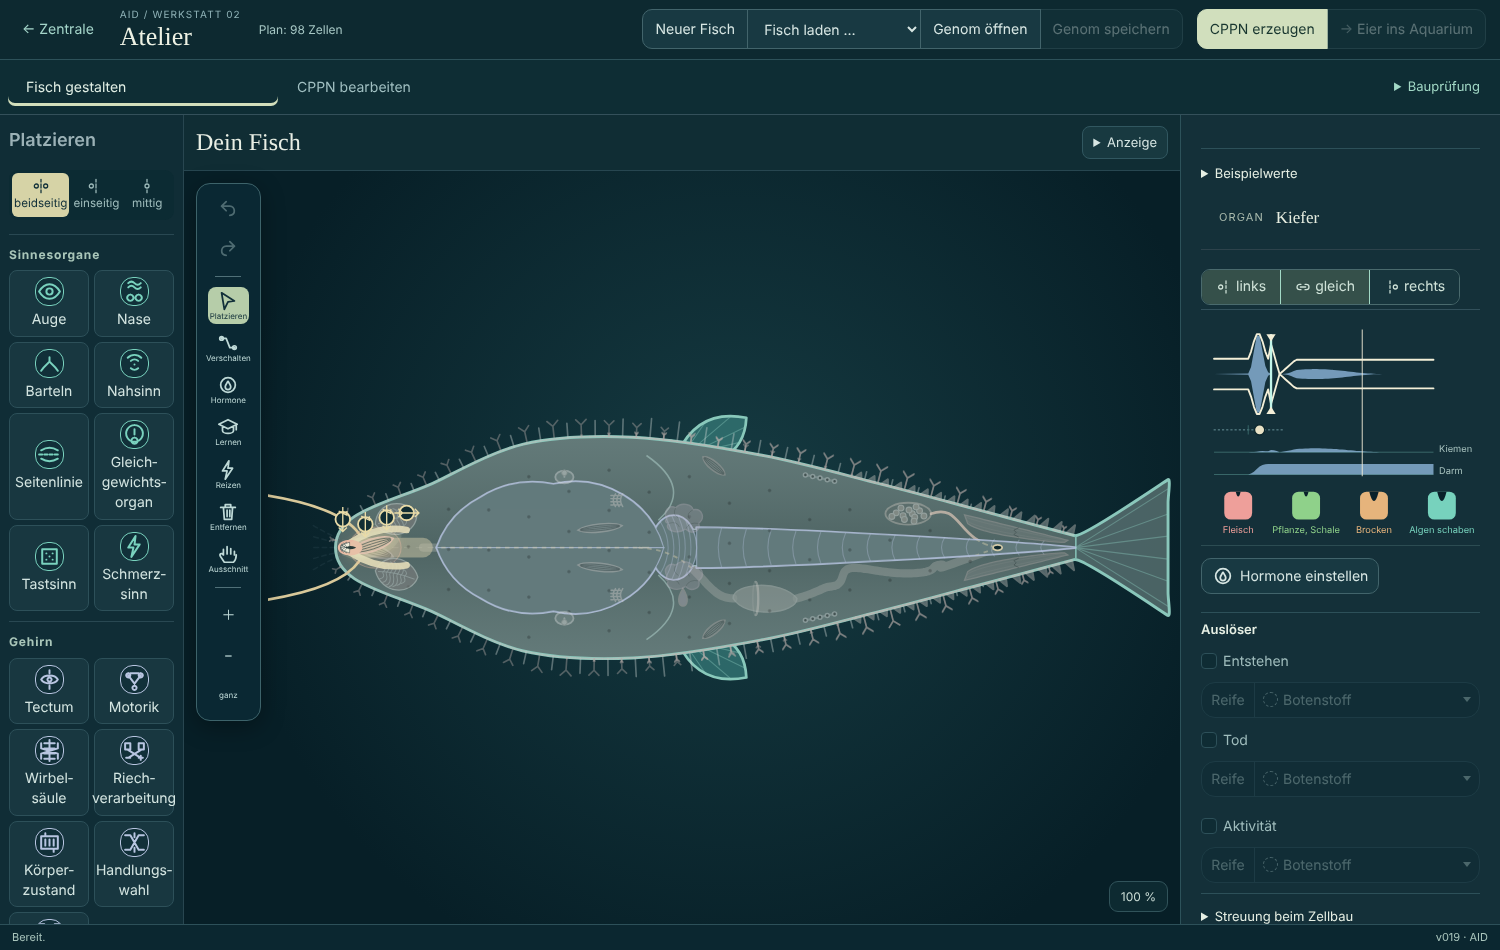 ← Zentrale
AID / WERKSTATT 02
Atelier
Plan: 98 Zellen
Neuer Fisch
Fisch laden ...
Genom öffnen
Genom speichern
CPPN erzeugen
→ Eier ins Aquarium
Fisch gestalten
CPPN bearbeiten
Bauprüfung
Platzieren
beidseitig
einseitig
mittig
Sinnesorgane
Auge
Nase
Barteln
Nahsinn
Seitenlinie
Gleich-
gewichts-
organ
Tastsinn
Schmerz-
sinn
Gehirn
Tectum
Motorik
Wirbel-
säule
Riech-
verarbeitung
Körper-
zustand
Handlungs-
wahl
Dein Fisch
Anzeige
Platzieren
Verschalten
Hormone
Lernen
Reizen
Entfernen
Ausschnitt
+
-
ganz
100 %
Beispielwerte
ORGAN Kiefer
links
gleich
rechts
Kiemen
Darm
Fleisch
Pflanze, Schale
Brocken
Algen schaben
Hormone einstellen
Auslöser
Entstehen
Reife
Botenstoff
Tod
Reife
Botenstoff
Aktivität
Reife
Botenstoff
Streuung beim Zellbau
Bereit.
v019 · AID